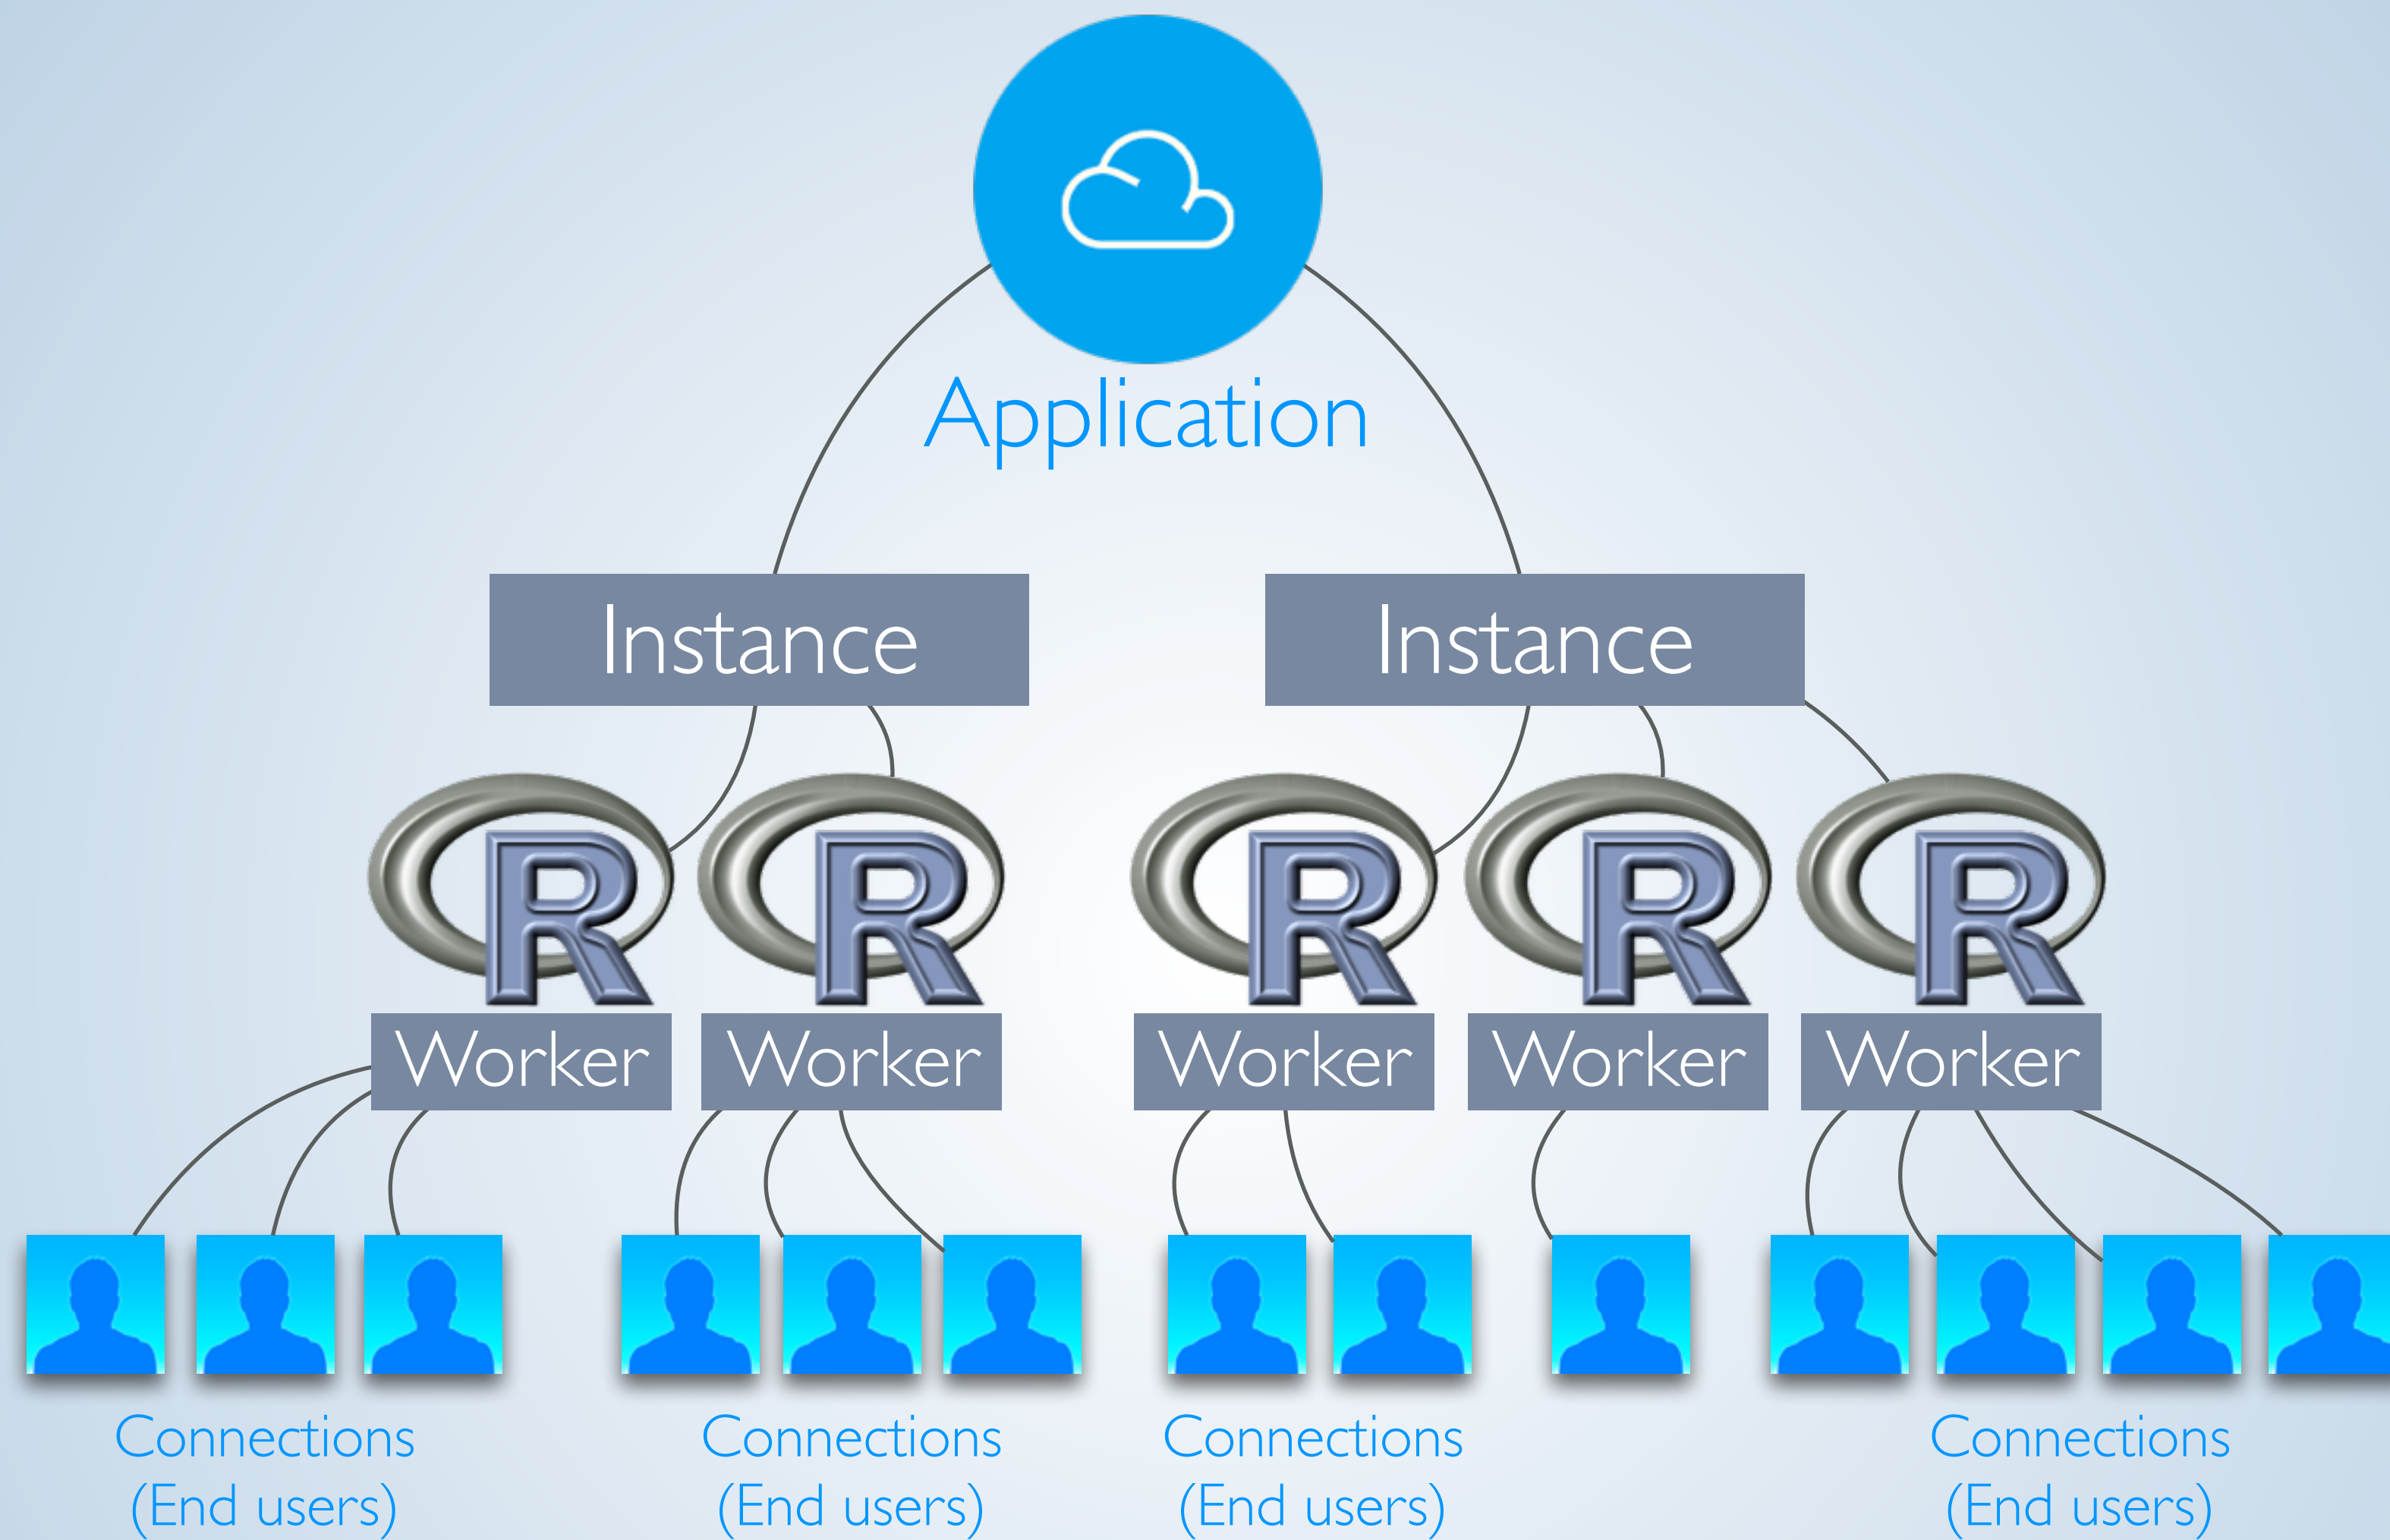 Application
Instance
Instance
R
R
R
R
R
Worker
Worker
Worker
Worker
Worker
Connections
(End users)
Connections
(End users)
Connections
(End users)
Connections
(End users)